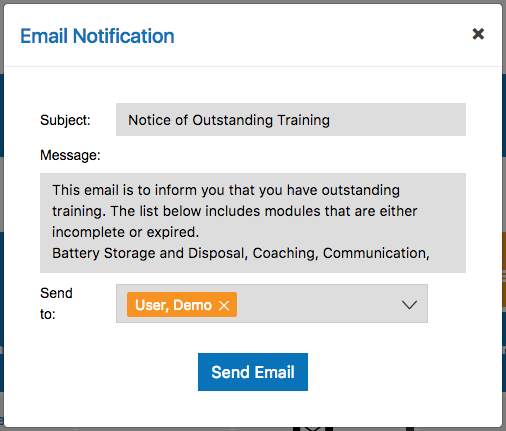 Email Notification
Subject:
Notice of Outstanding Training
Message:
This email is to inform you that you have outstanding
training. The list below includes modules that are either
incomplete or expired.
Battery Storage and Disposal, Coaching, Communication,
Send
to:
User, Demo
Send Email